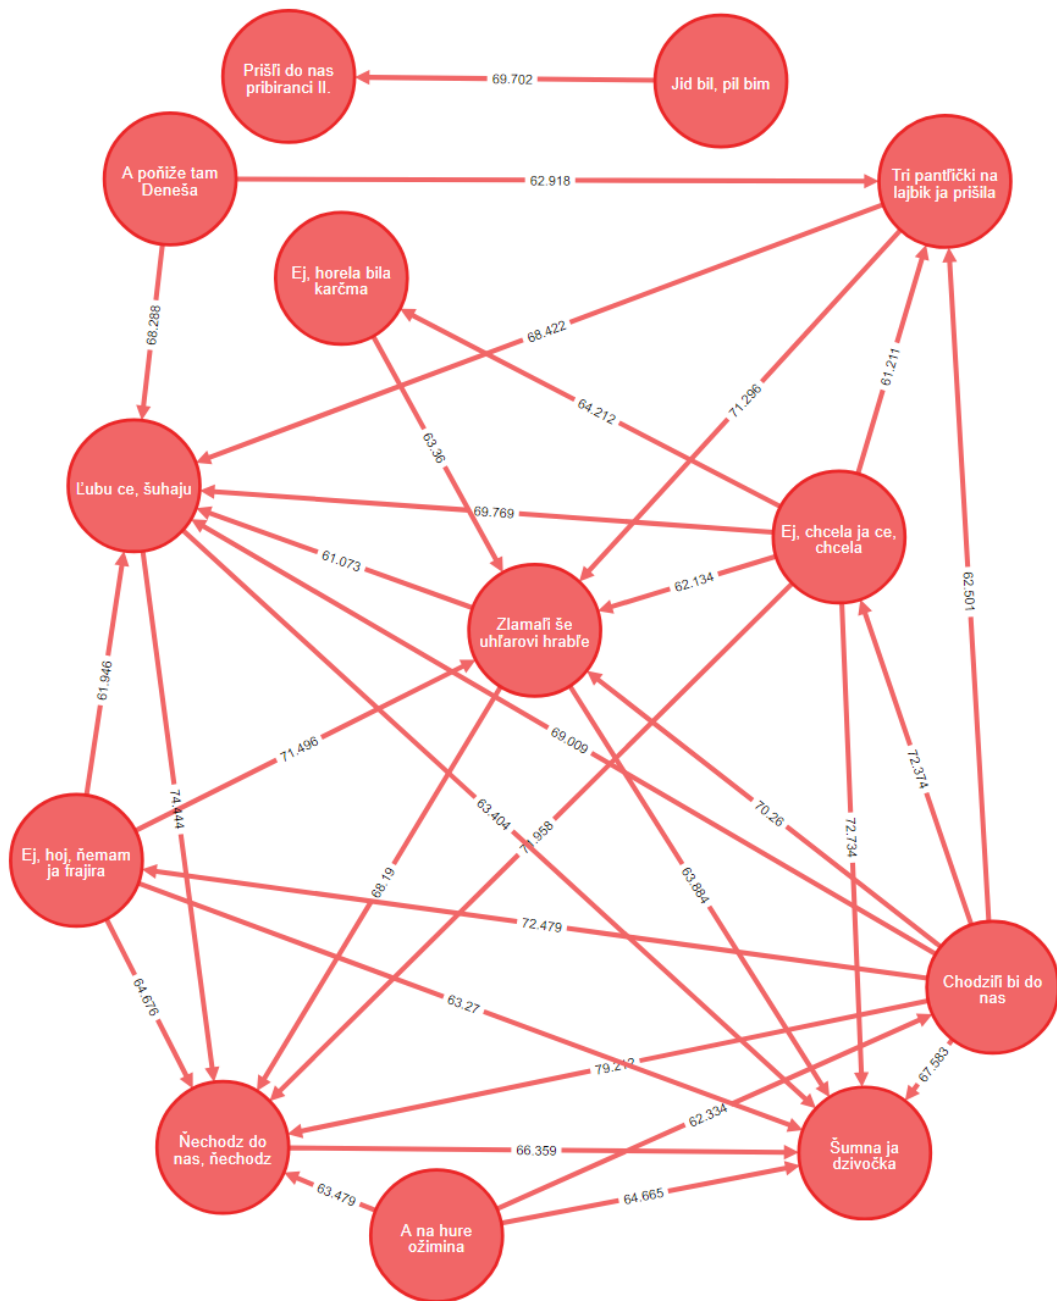 Prišľi do nas
pribiranci II.
69.702
Jid bil, pil bim
A poňiže tam
Deneša
62.918
Tri pantľički na
lajbik ja prišila
Ej, horela bila
karčma
68.288
68.422
61.211
71.296
64.212
63.36
Ľubu ce, šuhaju
69.769
Ej, chcela ja ce,
chcela
61.073
62.134
62.501
Zlamaľi še
uhľarovi hrabľe
61.946
71.496
69.009
72.374
74.444
63.404
70.26
71.958
72.734
Ej, hoj, ňemam
ja frajira
68.19
63.884
72.479
64.676
63.27
Chodziľi bi do
nas
79.212
67.583
62.334
Ňechodz do
nas, ňechodz
66.359
Šumna ja
dzivočka
63.479
64.665
A na hure
ožimina